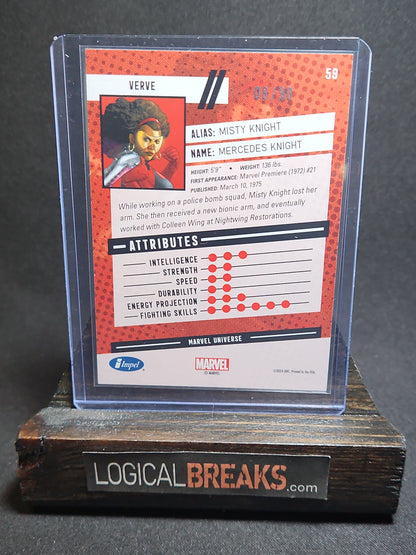 VERVE
59
ALIAS: MISTY KNIGHT
NAME: MERCEDES KNIGHT
HEIGHT: 5'9" • WEIGHT: 136 lbs.
FIRST APPEARANCE: Marvel Premiere (1972) #21
PUBLISHED: March 10, 1975
While working on a police bomb squad, Misty Knight lost her
arm. She then received a new bionic arm, and eventually
worked with Colleen Wing at Nightwing Restorations.
ATTRIBUTES
INTELLIGENCE
STRENGTH
SPEED
DURABILITY
ENERGY PROJECTION
FIGHTING SKILLS
MARVEL UNIVERSE
Impel
MARVEL
© MARVEL
LOGICALBREAKS.com